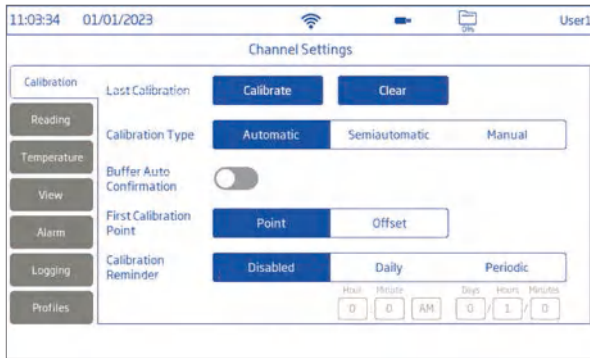 11:03:34 01/01/2023 0% User1
Channel Settings
Calibration
Reading
Temperature
View
Alarm
Logging
Profiles
Last Calibration Calibrate Clear
Calibration Type Automatic Semiautomatic Manual
Buffer Auto
Confirmation
First Calibration
Point Point Offset
Calibration
Reminder Disabled Daily Periodic
Hour Minute Days Hours Minutes
0 0 AM 0 / 1 / 0